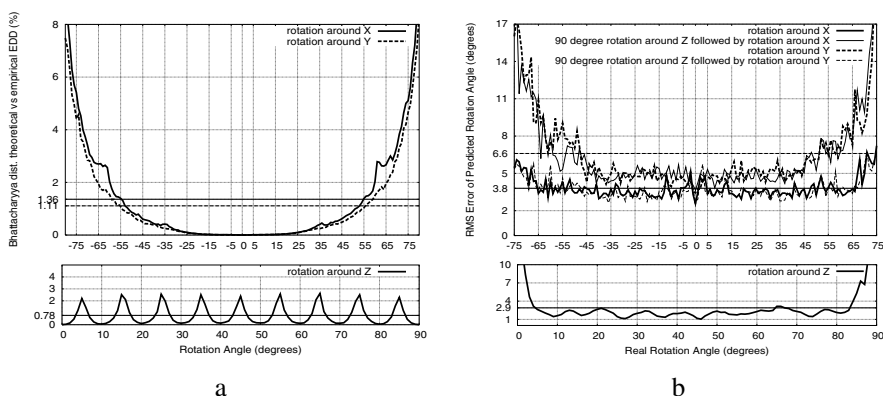 Bhattacharyya dist. theoretical vs empirical EDD (%)
8
6
4
2
1.36
1.11
0
rotation around X
rotation around Y
-75 -65 -55 -45 -35 -25 -15 -5 0 5 15 25 35 45 55 65 75
4
3
2
0.78
0
rotation around Z
0 10 20 30 40 50 60 70 80 90
Rotation Angle (degrees)
a
RMS Error of Predicted Rotation Angle (degrees)
17
14
11
8
6.6
5
3.8
2
0
rotation around X
90 degree rotation around Z followed by rotation around X
rotation around Y
90 degree rotation around Z followed by rotation around Y
-75 -65 -55 -45 -35 -25 -15 -5 0 5 15 25 35 45 55 65 75
10
7
4
2.9
1
rotation around Z
0 10 20 30 40 50 60 70 80 90
Real Rotation Angle (degrees)
b